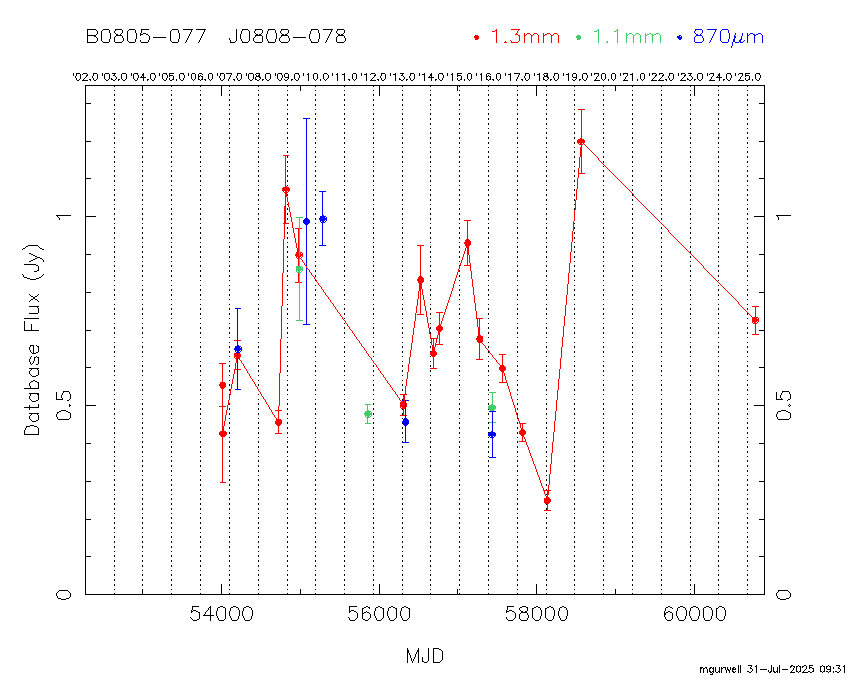 B0805-077 J0808-078 • 1.3mm • 1.1mm • 870μm
'02.0 '03.0 '04.0 '05.0 '06.0 '07.0 '08.0 '09.0 '10.0 '11.0 '12.0 '13.0 '14.0 '15.0 '16.0 '17.0 '18.0 '19.0 '20.0 '21.0 '22.0 '23.0 '24.0 '25.0
1 1
Database Flux (Jy)
0.5 0.5
0 0
54000 56000 58000 60000
MJD
mgurwell 31-Jul-2025 09:31